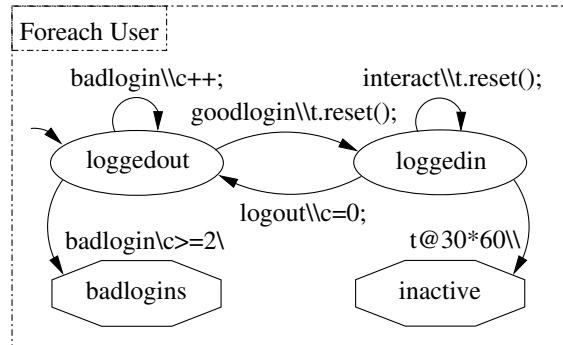 Foreach User
badlogin\\c++;
interact\\t.reset();
goodlogin\\t.reset();
loggedout
loggedin
logout\\c=0;
badlogin\c>=2\
t@30*60\\
badlogins
inactive